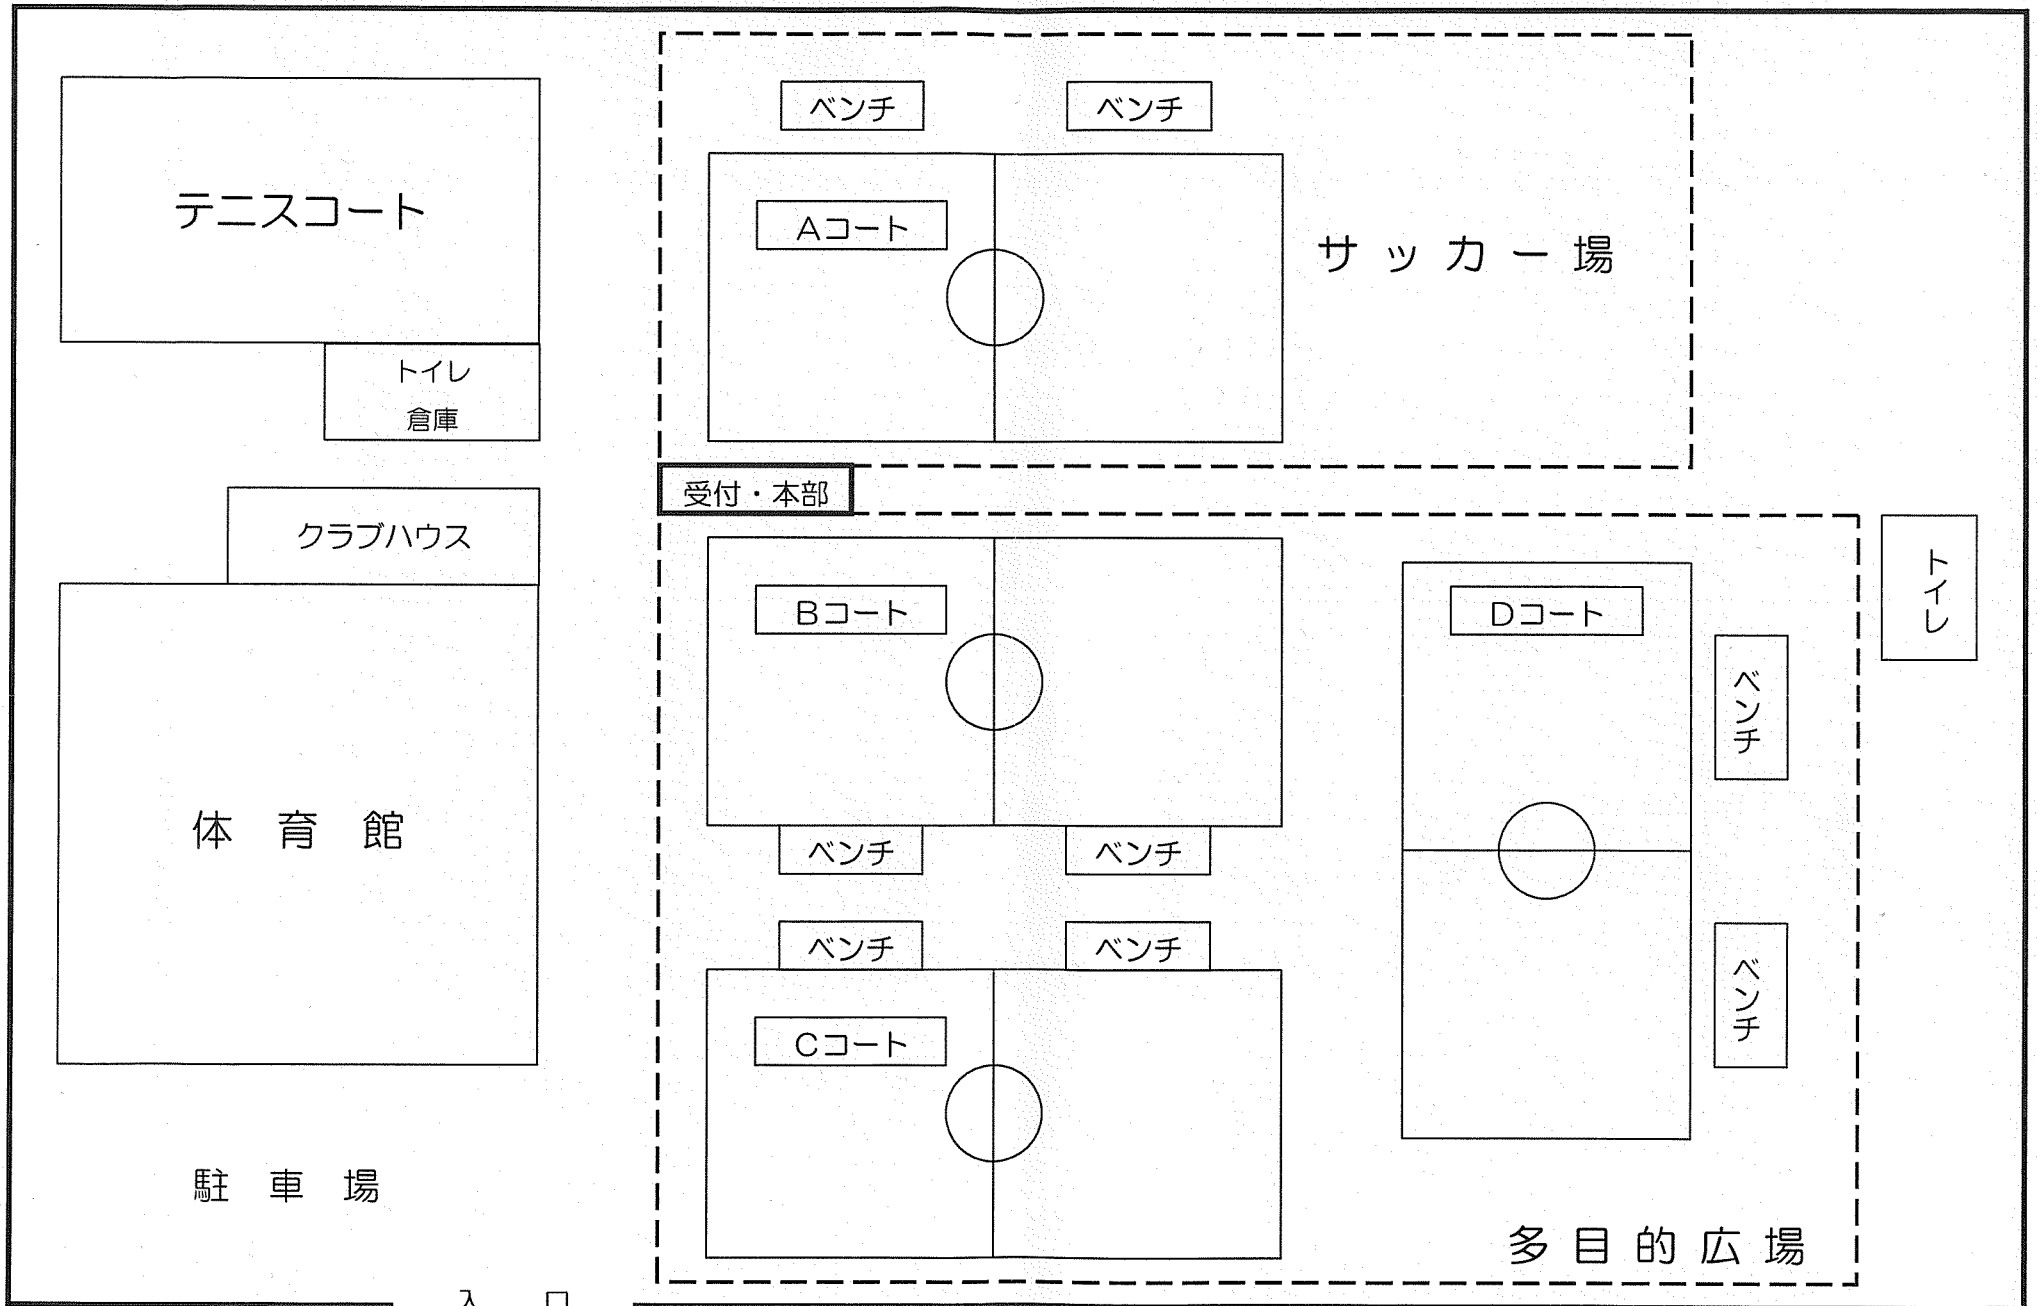 ベンチ
ベンチ
テニスコート
Aコート
サッカー場
トイレ
倉庫
受付・本部
クラブハウス
Bコート
Dコート
トイレ
ベンチ
ベンチ
ベンチ
体育館
ベンチ
ベンチ
ベンチ
Cコート
駐車場
多目的広場
入口